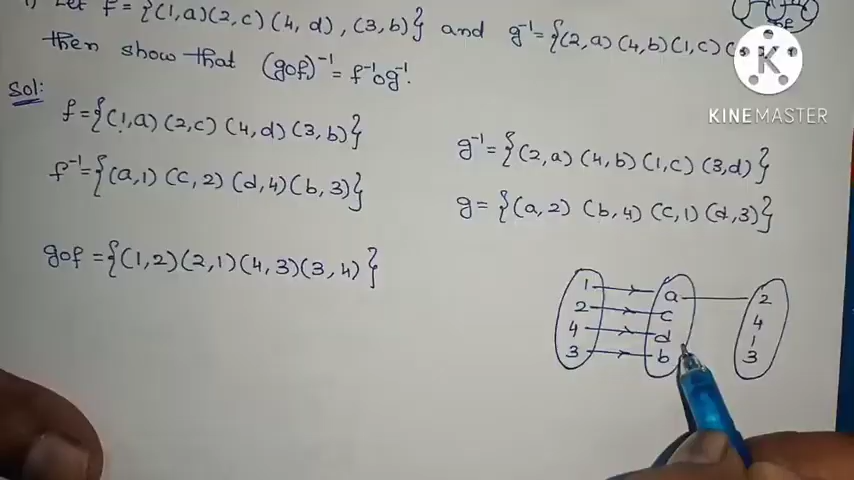 1) Let f = {(1,a)(2,c)(4,d),(3,b)} and g⁻¹={(2,a)(4,b)(1,c)(
then show that (gof)⁻¹ = f⁻¹og⁻¹.
Sol:
f={(1,a)(2,c)(4,d)(3,b)}
f⁻¹={(a,1)(c,2)(d,4)(b,3)}
gof={(1,2)(2,1)(4,3)(3,4)}
g⁻¹={(2,a)(4,b)(1,c)(3,d)}
g={(a,2)(b,4)(c,1)(d,3)}
1 a 2
2 c 4
4 d 1
3 b 3
K
KINEMASTER